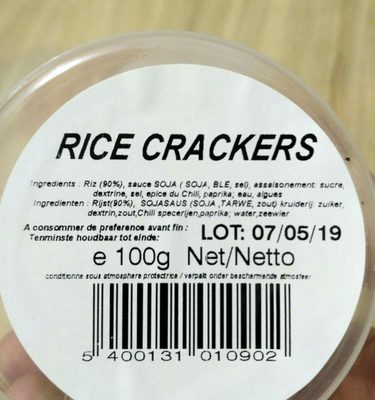 RICE CRACKERS
Ingredients : Riz (90%), sauce SOJA ( SOJA, BLE, sel), assaisonement: sucre,
dextrine, sel, epice du Chili, paprika; eau, algues
Ingredienten : Rijst(90%), SOJASAUS (SOJA ,TARWE, zout) kruiderij: zuiker,
dextrin,zout,Chili specerijen,paprika; water,zeewier
A consommer de preference avant fin : LOT: 07/05/19
Tenminste houdbaar tot einde:
e 100g Net/Netto
conditionne sous atmosphere protectrice / verpakt onder beschermende atmosfeer
5 400131 010902